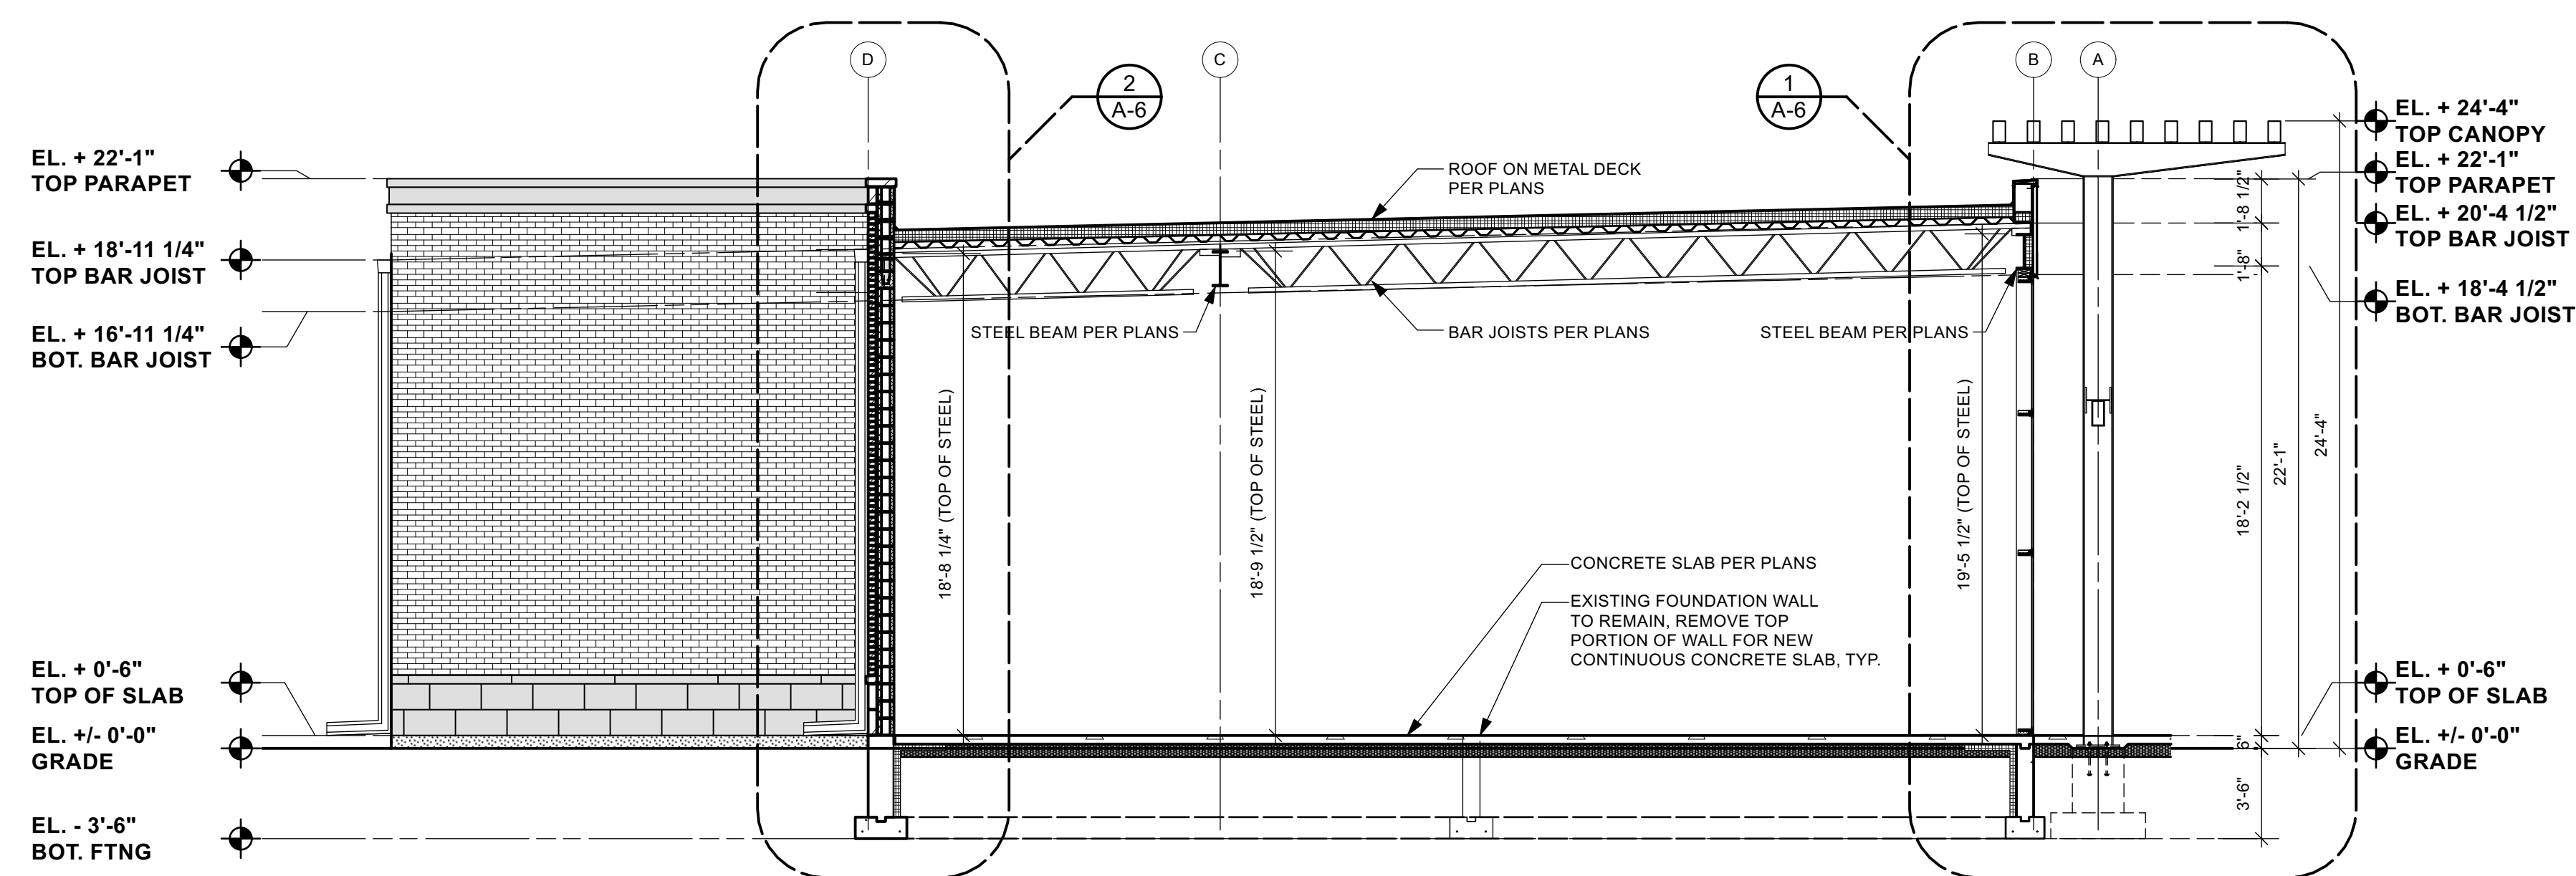 D
C
B
A
2
A-6
1
A-6
EL. + 22'-1"
TOP PARAPET
EL. + 18'-11 1/4"
TOP BAR JOIST
EL. + 16'-11 1/4"
BOT. BAR JOIST
EL. + 0'-6"
TOP OF SLAB
EL. +/- 0'-0"
GRADE
EL. - 3'-6"
BOT. FTNG
ROOF ON METAL DECK
PER PLANS
STEEL BEAM PER PLANS
BAR JOISTS PER PLANS
STEEL BEAM PER PLANS
18'-8 1/4" (TOP OF STEEL)
18'-9 1/2" (TOP OF STEEL)
19'-5 1/2" (TOP OF STEEL)
CONCRETE SLAB PER PLANS
EXISTING FOUNDATION WALL
TO REMAIN, REMOVE TOP
PORTION OF WALL FOR NEW
CONTINUOUS CONCRETE SLAB, TYP.
1'-8 1/2"
1'-8"
18'-2 1/2"
6"
3'-6"
22'-1"
24'-4"
EL. + 24'-4"
TOP CANOPY
EL. + 22'-1"
TOP PARAPET
EL. + 20'-4 1/2"
TOP BAR JOIST
EL. + 18'-4 1/2"
BOT. BAR JOIST
EL. + 0'-6"
TOP OF SLAB
EL. +/- 0'-0"
GRADE